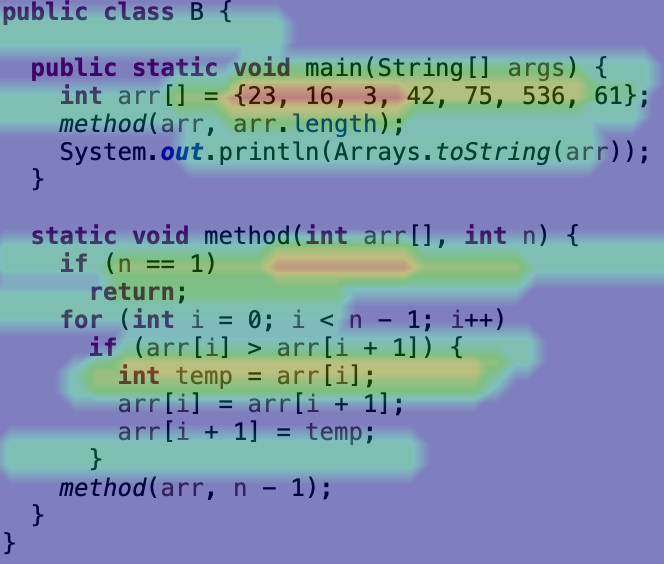 public class B {
  public static void main(String[] args) {
    int arr[] = {23, 16, 3, 42, 75, 536, 61};
    method(arr, arr.length);
    System.out.println(Arrays.toString(arr));
  }
  static void method(int arr[], int n) {
    if (n == 1)
      return;
    for (int i = 0; i < n - 1; i++)
      if (arr[i] > arr[i + 1]) {
        int temp = arr[i];
        arr[i] = arr[i + 1];
        arr[i + 1] = temp;
      }
    method(arr, n - 1);
  }
}